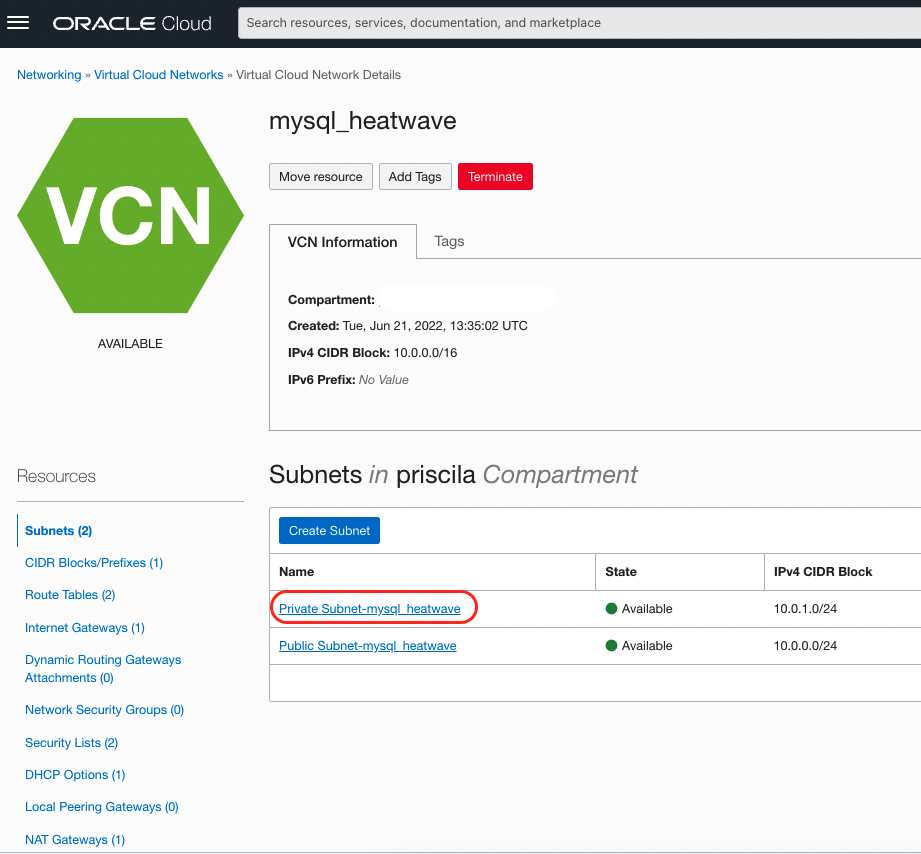 ORACLE Cloud
Search resources, services, documentation, and marketplace
Networking » Virtual Cloud Networks » Virtual Cloud Network Details
VCN
AVAILABLE
mysql_heatwave
Move resource
Add Tags
Terminate
VCN Information
Tags
Compartment:
Created: Tue, Jun 21, 2022, 13:35:02 UTC
IPv4 CIDR Block: 10.0.0.0/16
IPv6 Prefix: No Value
Resources
Subnets (2)
CIDR Blocks/Prefixes (1)
Route Tables (2)
Internet Gateways (1)
Dynamic Routing Gateways
Attachments (0)
Network Security Groups (0)
Security Lists (2)
DHCP Options (1)
Local Peering Gateways (0)
NAT Gateways (1)
Subnets in priscila Compartment
Create Subnet
Name State IPv4 CIDR Block
Private Subnet-mysql_heatwave Available 10.0.1.0/24
Public Subnet-mysql_heatwave Available 10.0.0.0/24